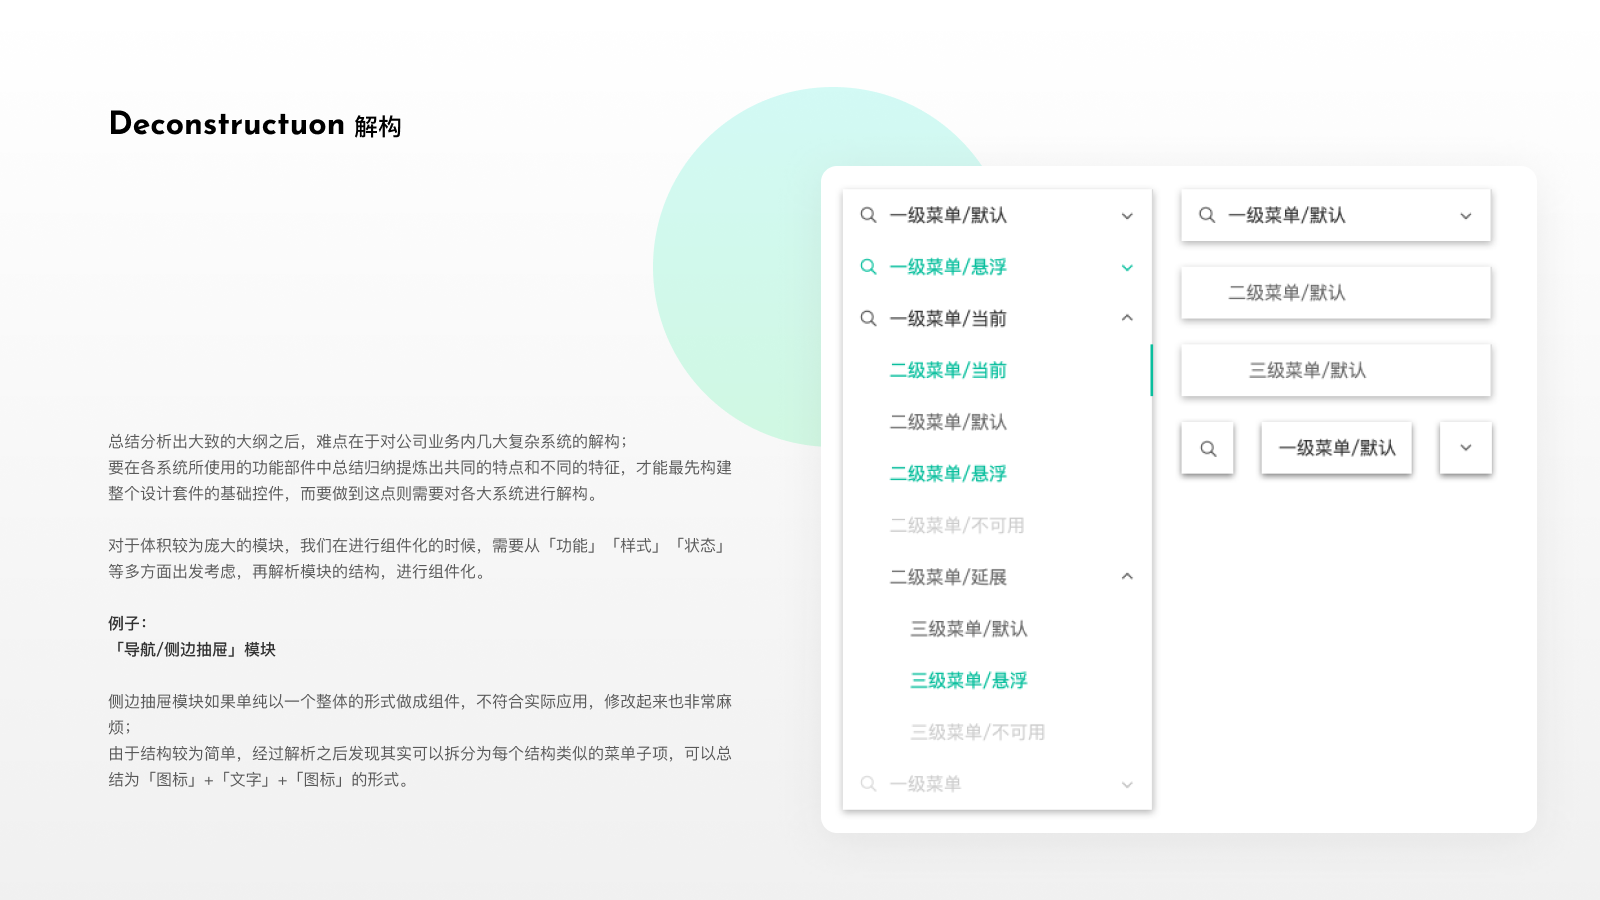 Deconstructuon 解构
总结分析出大致的大纲之后，难点在于对公司业务内几大复杂系统的解构；
要在各系统所使用的功能部件中总结归纳提炼出共同的特点和不同的特征，才能最先构建
整个设计套件的基础控件，而要做到这点则需要对各大系统进行解构。
对于体积较为庞大的模块，我们在进行组件化的时候，需要从「功能」「样式」「状态」
等多方面出发考虑，再解析模块的结构，进行组件化。
例子：
「导航/侧边抽屉」模块
侧边抽屉模块如果单纯以一个整体的形式做成组件，不符合实际应用，修改起来也非常麻
烦；
由于结构较为简单，经过解析之后发现其实可以拆分为每个结构类似的菜单子项，可以总
结为「图标」+「文字」+「图标」的形式。
一级菜单/默认
一级菜单/悬浮
一级菜单/当前
二级菜单/当前
二级菜单/默认
二级菜单/悬浮
二级菜单/不可用
二级菜单/延展
三级菜单/默认
三级菜单/悬浮
三级菜单/不可用
一级菜单
一级菜单/默认
二级菜单/默认
三级菜单/默认
一级菜单/默认